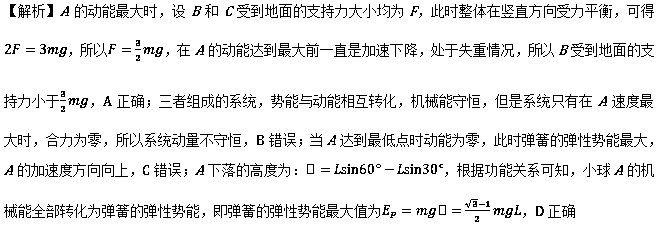 【解析】A 的动能最大时，设 B 和 C 受到地面的支持力大小均为 F，此时整体在竖直方向受力平衡，可得
2F = 3mg，所以F = 3/2 mg，在 A 的动能达到最大前一直是加速下降，处于失重情况，所以 B 受到地面的支
持力小于3/2 mg，A 正确；三者组成的系统，势能与动能相互转化，机械能守恒，但是系统只有在 A 速度最
大时，合力为零，所以系统动量不守恒，B 错误；当 A 达到最低点时动能为零，此时弹簧的弹性势能最大，
A 的加速度方向向上，C 错误；A 下落的高度为：□ = Lsin60° − Lsin30°，根据功能关系可知，小球 A 的机
械能全部转化为弹簧的弹性势能，即弹簧的弹性势能最大值为E_P = mg□ = (√3−1)/2 mgL，D 正确